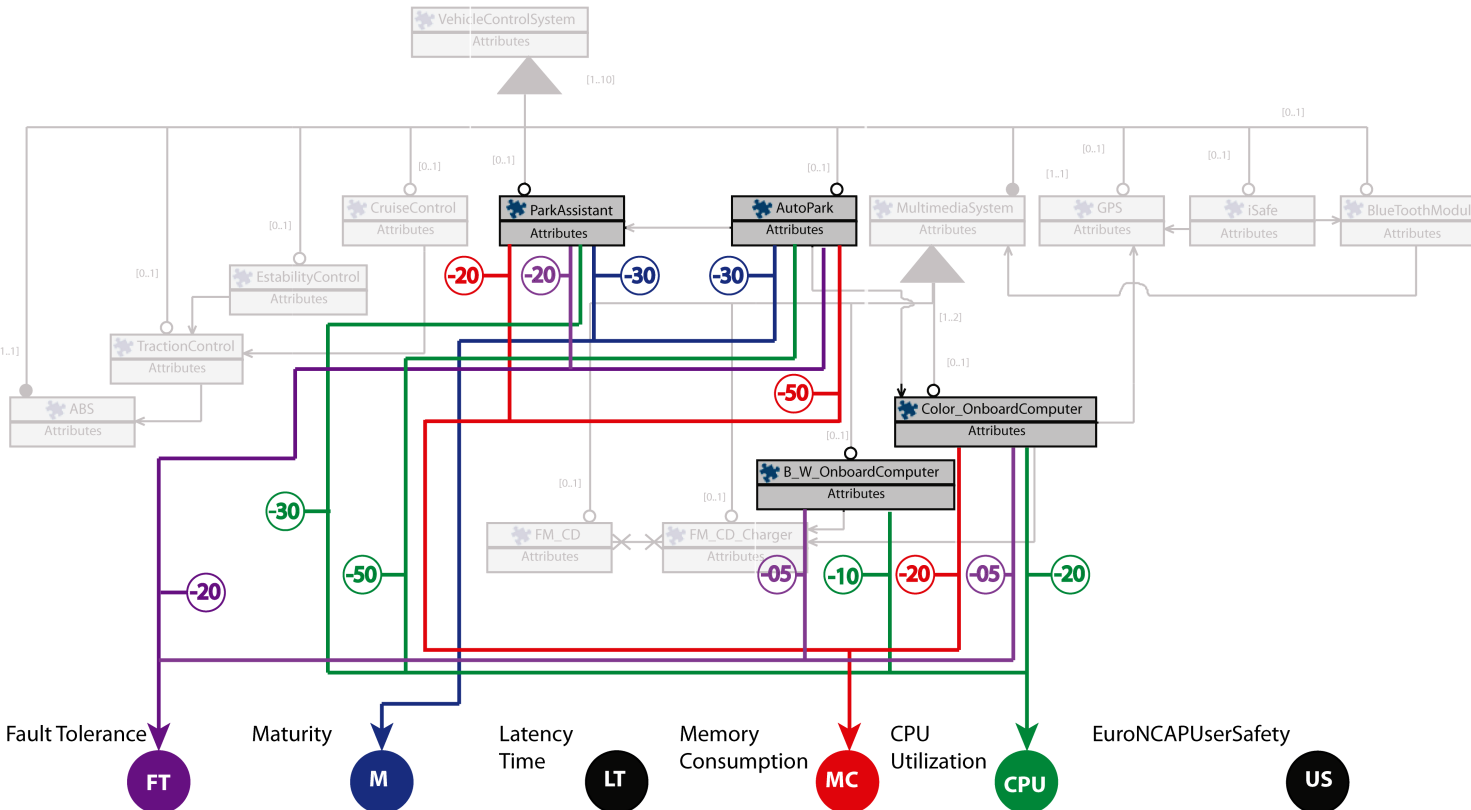 VehicleControlSystem
Attributes
[1..10]
[0..1]
[0..1]
[0..1]
[0..1]
[0..1]
[0..1]
[1..1]
CruiseControl
Attributes
ParkAssistant
Attributes
AutoPark
Attributes
MultimediaSystem
Attributes
GPS
Attributes
iSafe
Attributes
BlueToothModul
Attributes
[0..1]
[0..1]
EstabilityControl
Attributes
-20
-20
-30
-30
[1..2]
TractionControl
Attributes
1..1]
[0..1]
ABS
Attributes
-50
Color_OnboardComputer
Attributes
[0..1]
B_W_OnboardComputer
Attributes
[0..1]
[0..1]
-30
FM_CD
Attributes
FM_CD_Charger
Attributes
-20
-50
-05
-10
-20
-05
-20
Fault Tolerance
Maturity
Latency
Time
Memory
Consumption
CPU
Utilization
EuroNCAPUserSafety
FT
M
LT
MC
CPU
US